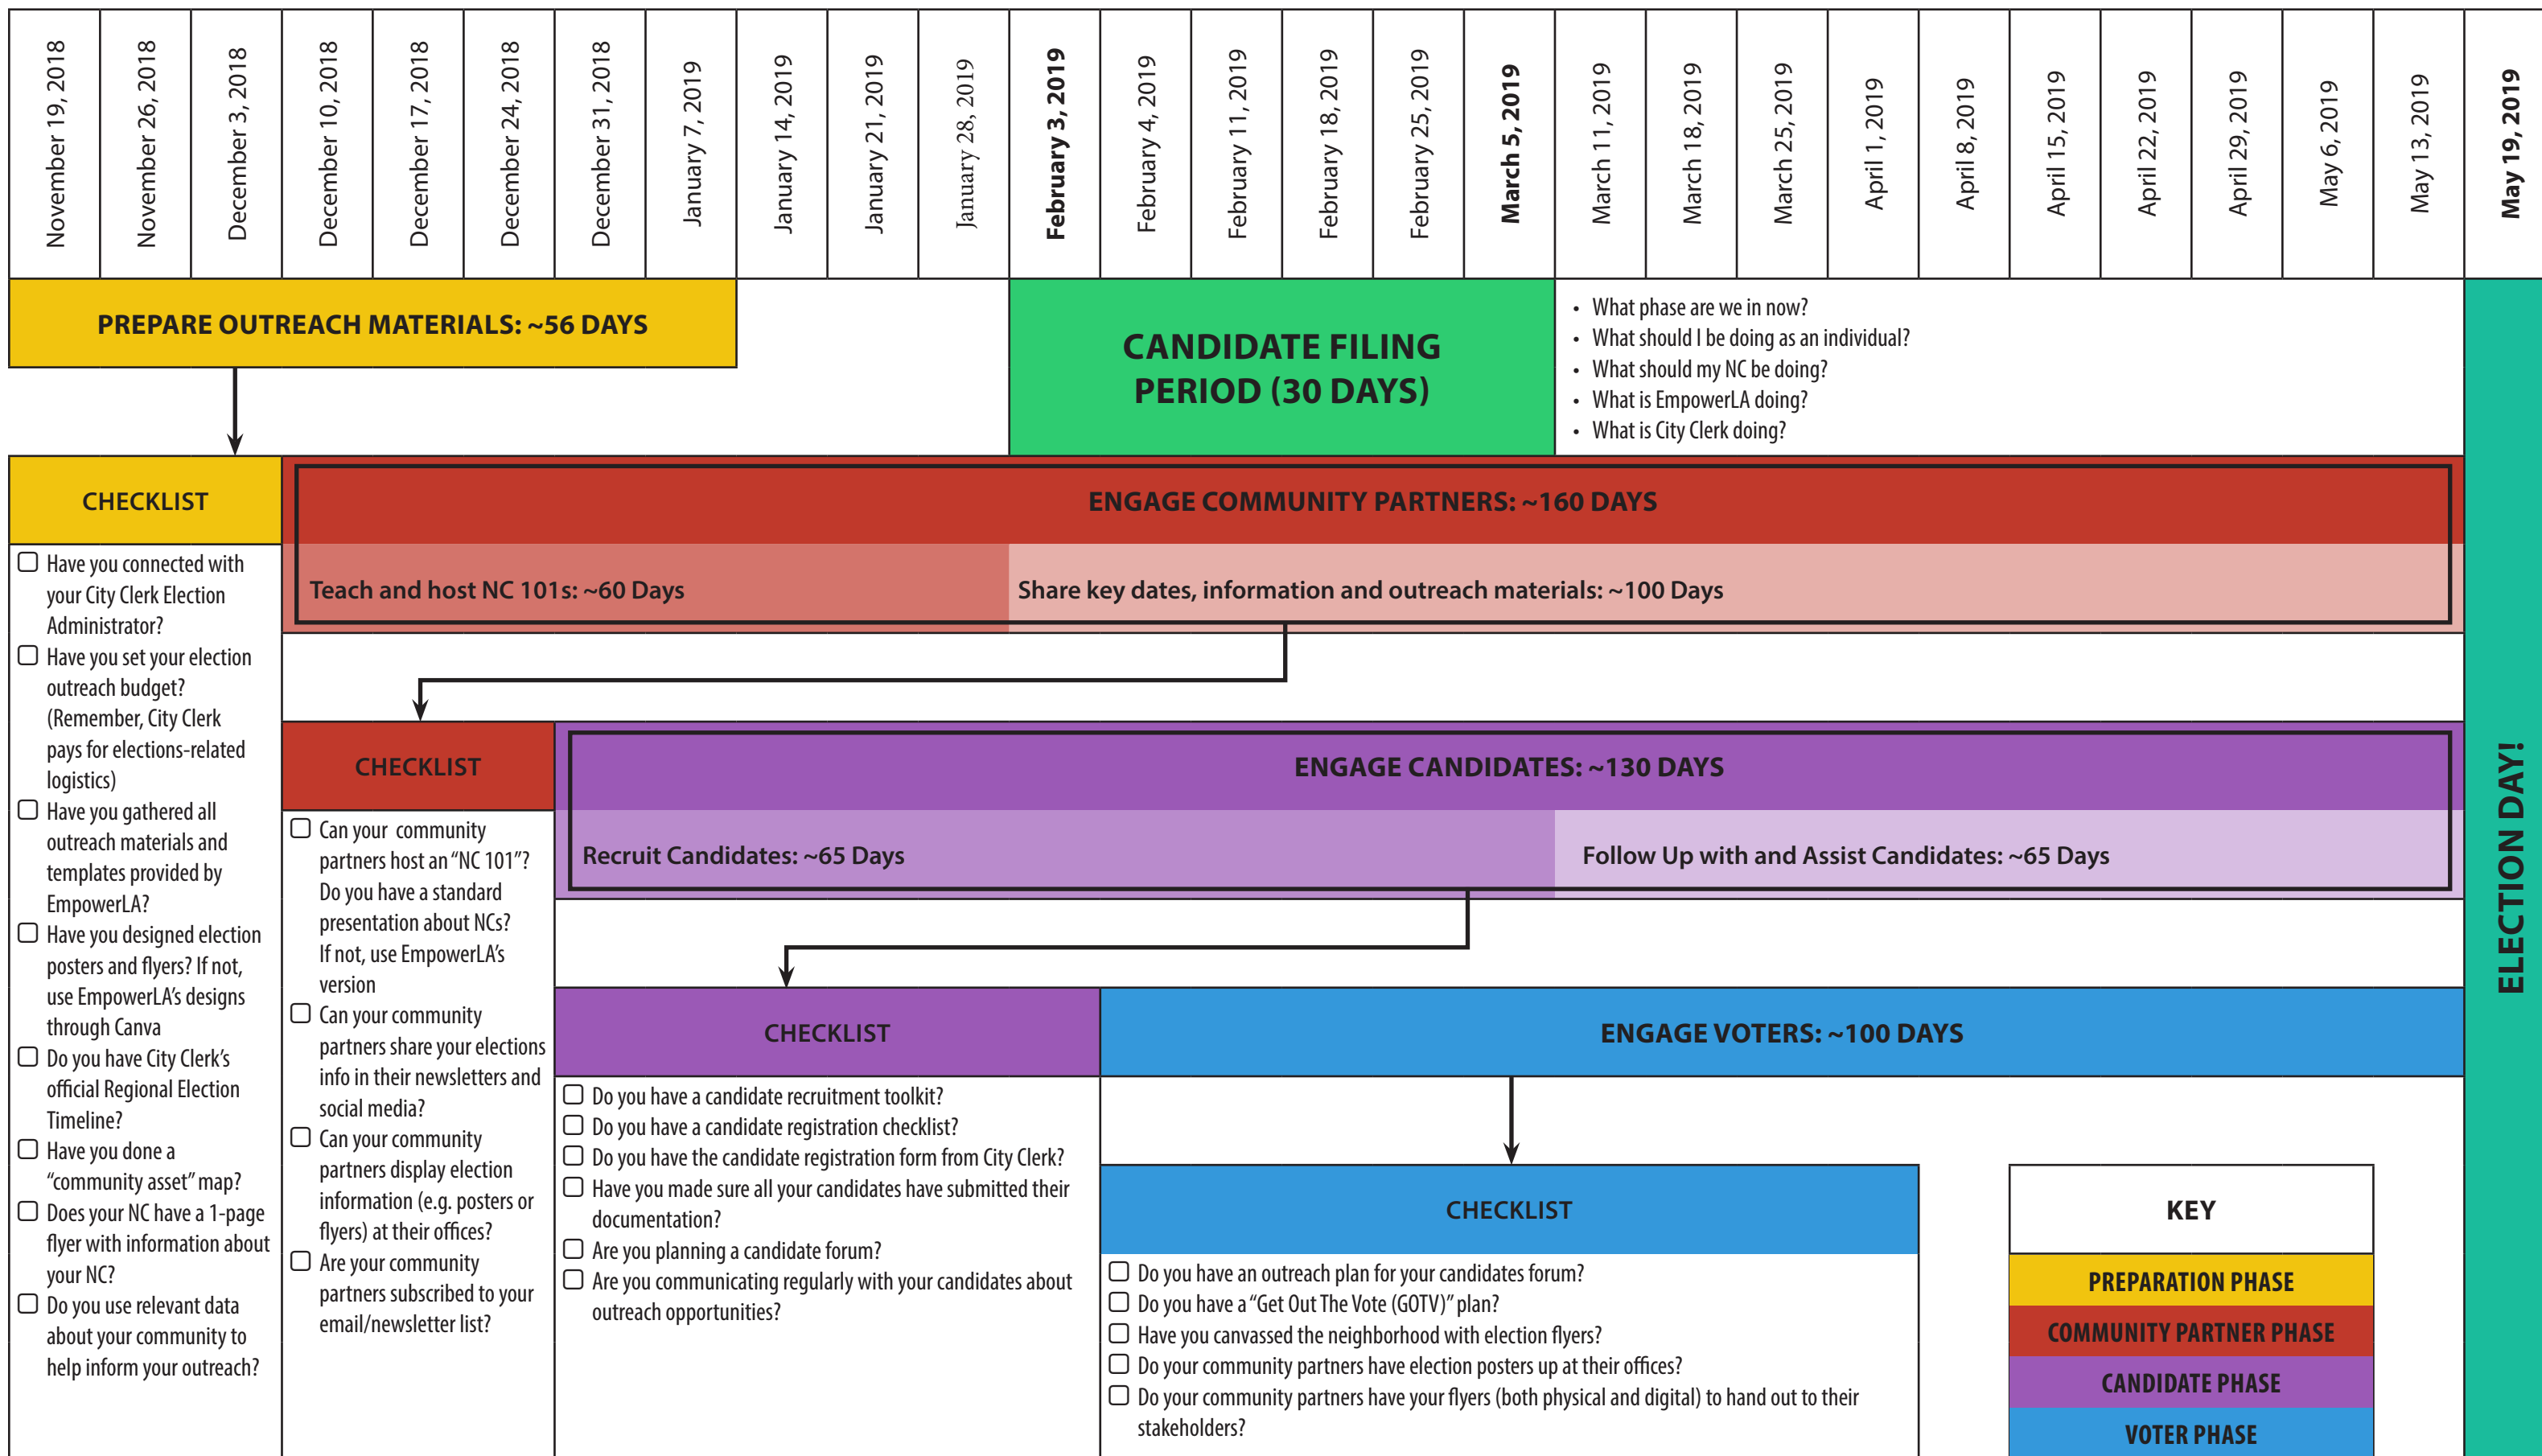 November 19, 2018
November 26, 2018
December 3, 2018
December 10, 2018
December 17, 2018
December 24, 2018
December 31, 2018
January 7, 2019
January 14, 2019
January 21, 2019
January 28, 2019
February 3, 2019
February 4, 2019
February 11, 2019
February 18, 2019
February 25, 2019
March 5, 2019
March 11, 2019
March 18, 2019
March 25, 2019
April 1, 2019
April 8, 2019
April 15, 2019
April 22, 2019
April 29, 2019
May 6, 2019
May 13, 2019
May 19, 2019
PREPARE OUTREACH MATERIALS: ~56 DAYS
CANDIDATE FILING
PERIOD (30 DAYS)
• What phase are we in now?
• What should I be doing as an individual?
• What should my NC be doing?
• What is EmpowerLA doing?
• What is City Clerk doing?
ELECTION DAY!
CHECKLIST
Have you connected with
your City Clerk Election
Administrator?
Have you set your election
outreach budget?
(Remember, City Clerk
pays for elections-related
logistics)
Have you gathered all
outreach materials and
templates provided by
EmpowerLA?
Have you designed election
posters and flyers? If not,
use EmpowerLA's designs
through Canva
Do you have City Clerk's
official Regional Election
Timeline?
Have you done a
"community asset" map?
Does your NC have a 1-page
flyer with information about
your NC?
Do you use relevant data
about your community to
help inform your outreach?
ENGAGE COMMUNITY PARTNERS: ~160 DAYS
Teach and host NC 101s: ~60 Days
Share key dates, information and outreach materials: ~100 Days
CHECKLIST
Can your community
partners host an "NC 101"?
Do you have a standard
presentation about NCs?
If not, use EmpowerLA's
version
Can your community
partners share your elections
info in their newsletters and
social media?
Can your community
partners display election
information (e.g. posters or
flyers) at their offices?
Are your community
partners subscribed to your
email/newsletter list?
ENGAGE CANDIDATES: ~130 DAYS
Recruit Candidates: ~65 Days
Follow Up with and Assist Candidates: ~65 Days
CHECKLIST
Do you have a candidate recruitment toolkit?
Do you have a candidate registration checklist?
Do you have the candidate registration form from City Clerk?
Have you made sure all your candidates have submitted their
documentation?
Are you planning a candidate forum?
Are you communicating regularly with your candidates about
outreach opportunities?
ENGAGE VOTERS: ~100 DAYS
CHECKLIST
Do you have an outreach plan for your candidates forum?
Do you have a "Get Out The Vote (GOTV)" plan?
Have you canvassed the neighborhood with election flyers?
Do your community partners have election posters up at their offices?
Do your community partners have your flyers (both physical and digital) to hand out to their
stakeholders?
KEY
PREPARATION PHASE
COMMUNITY PARTNER PHASE
CANDIDATE PHASE
VOTER PHASE